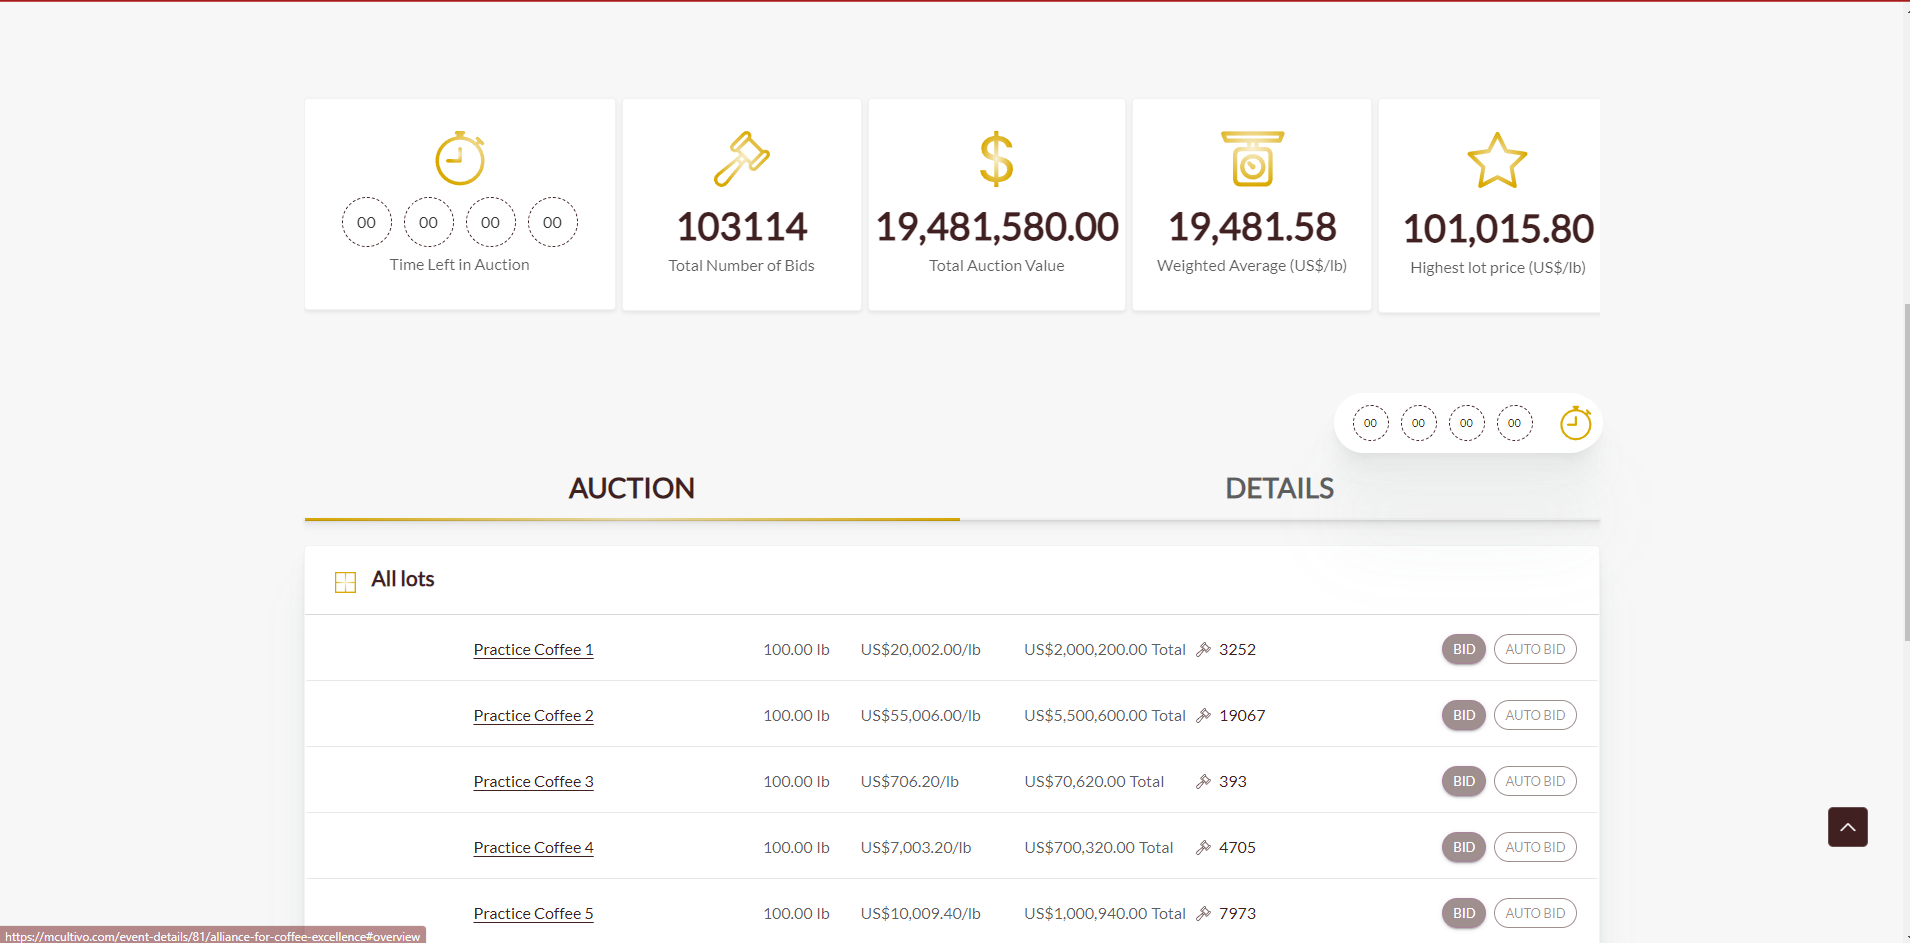 00 00 00 00
Time Left in Auction
103114
Total Number of Bids
$
19,481,580.00
Total Auction Value
19,481.58
Weighted Average (US$/lb)
101,015.80
Highest lot price (US$/lb)
00 00 00 00
AUCTION
DETAILS
All lots
Practice Coffee 1 100.00 lb US$20,002.00/lb US$2,000,200.00 Total 3252 BID AUTO BID
Practice Coffee 2 100.00 lb US$55,006.00/lb US$5,500,600.00 Total 19067 BID AUTO BID
Practice Coffee 3 100.00 lb US$706.20/lb US$70,620.00 Total 393 BID AUTO BID
Practice Coffee 4 100.00 lb US$7,003.20/lb US$700,320.00 Total 4705 BID AUTO BID
Practice Coffee 5 100.00 lb US$10,009.40/lb US$1,000,940.00 Total 7973 BID AUTO BID
https://mcultivo.com/event-details/81/alliance-for-coffee-excellence#overview